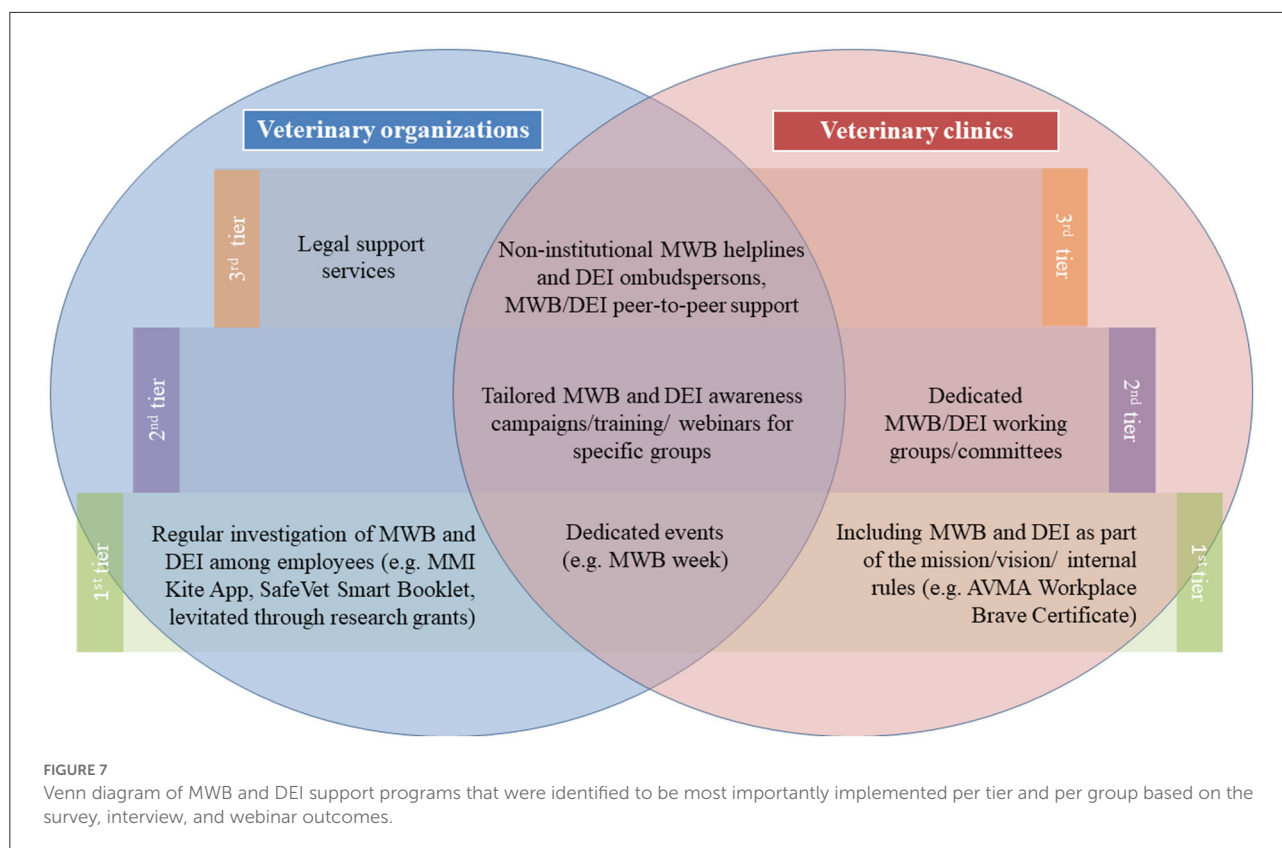 Veterinary organizations
Veterinary clinics
3rd tier
Legal support
services
Non-institutional MWB helplines
and DEI ombudspersons,
MWB/DEI peer-to-peer support
3rd tier
2nd tier
Tailored MWB and DEI awareness
campaigns/training/ webinars for
specific groups
Dedicated
MWB/DEI working
groups/committees
2nd tier
1st tier
Regular investigation of MWB and
DEI among employees (e.g. MMI
Kite App, SafeVet Smart Booklet,
levitated through research grants)
Dedicated events
(e.g. MWB week)
Including MWB and DEI as part
of the mission/vision/ internal
rules (e.g. AVMA Workplace
Brave Certificate)
1st tier
FIGURE 7
Venn diagram of MWB and DEI support programs that were identified to be most importantly implemented per tier and per group based on the
survey, interview, and webinar outcomes.